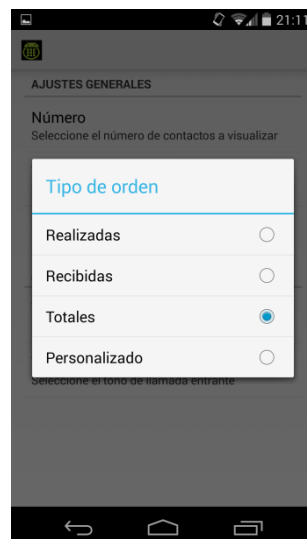 21:11
AJUSTES GENERALES
Número
Seleccione el número de contactos a visualizar
Tipo de orden
Realizadas
Recibidas
Totales
Personalizado
Seleccione el tono de llamada entrante